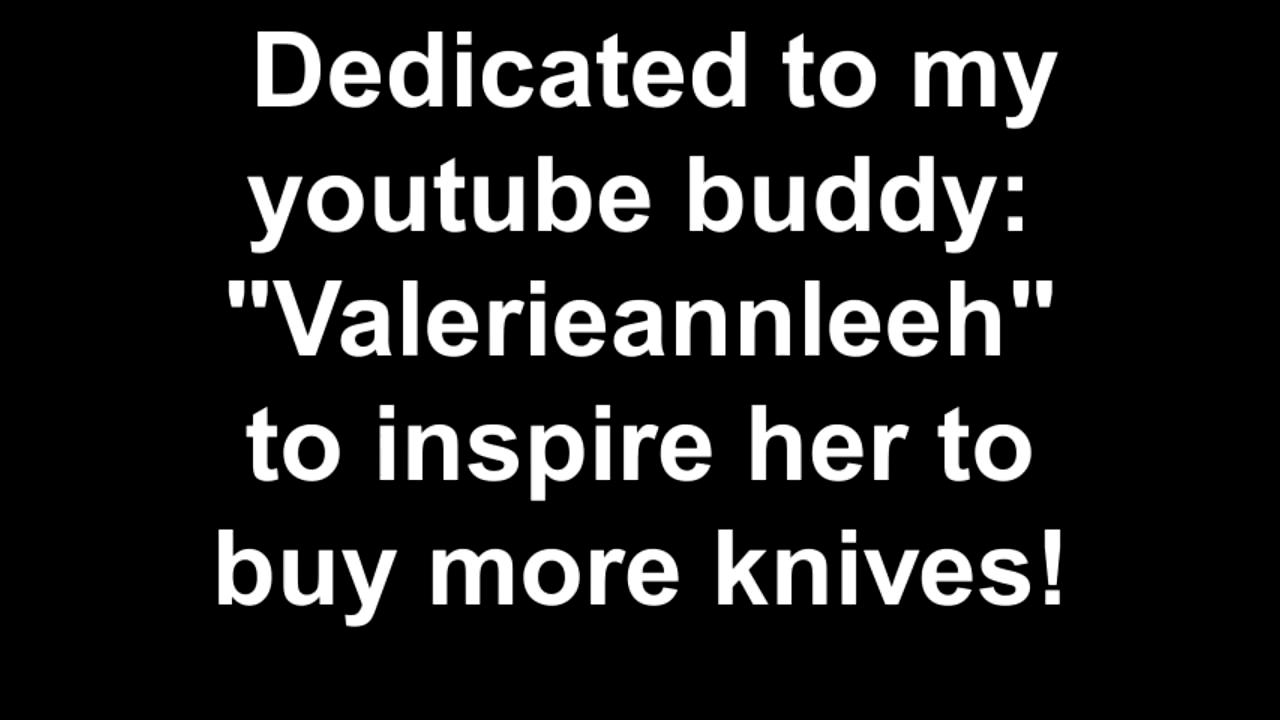 Dedicated to my
youtube buddy:
"Valerieannleeh"
to inspire her to
buy more knives!